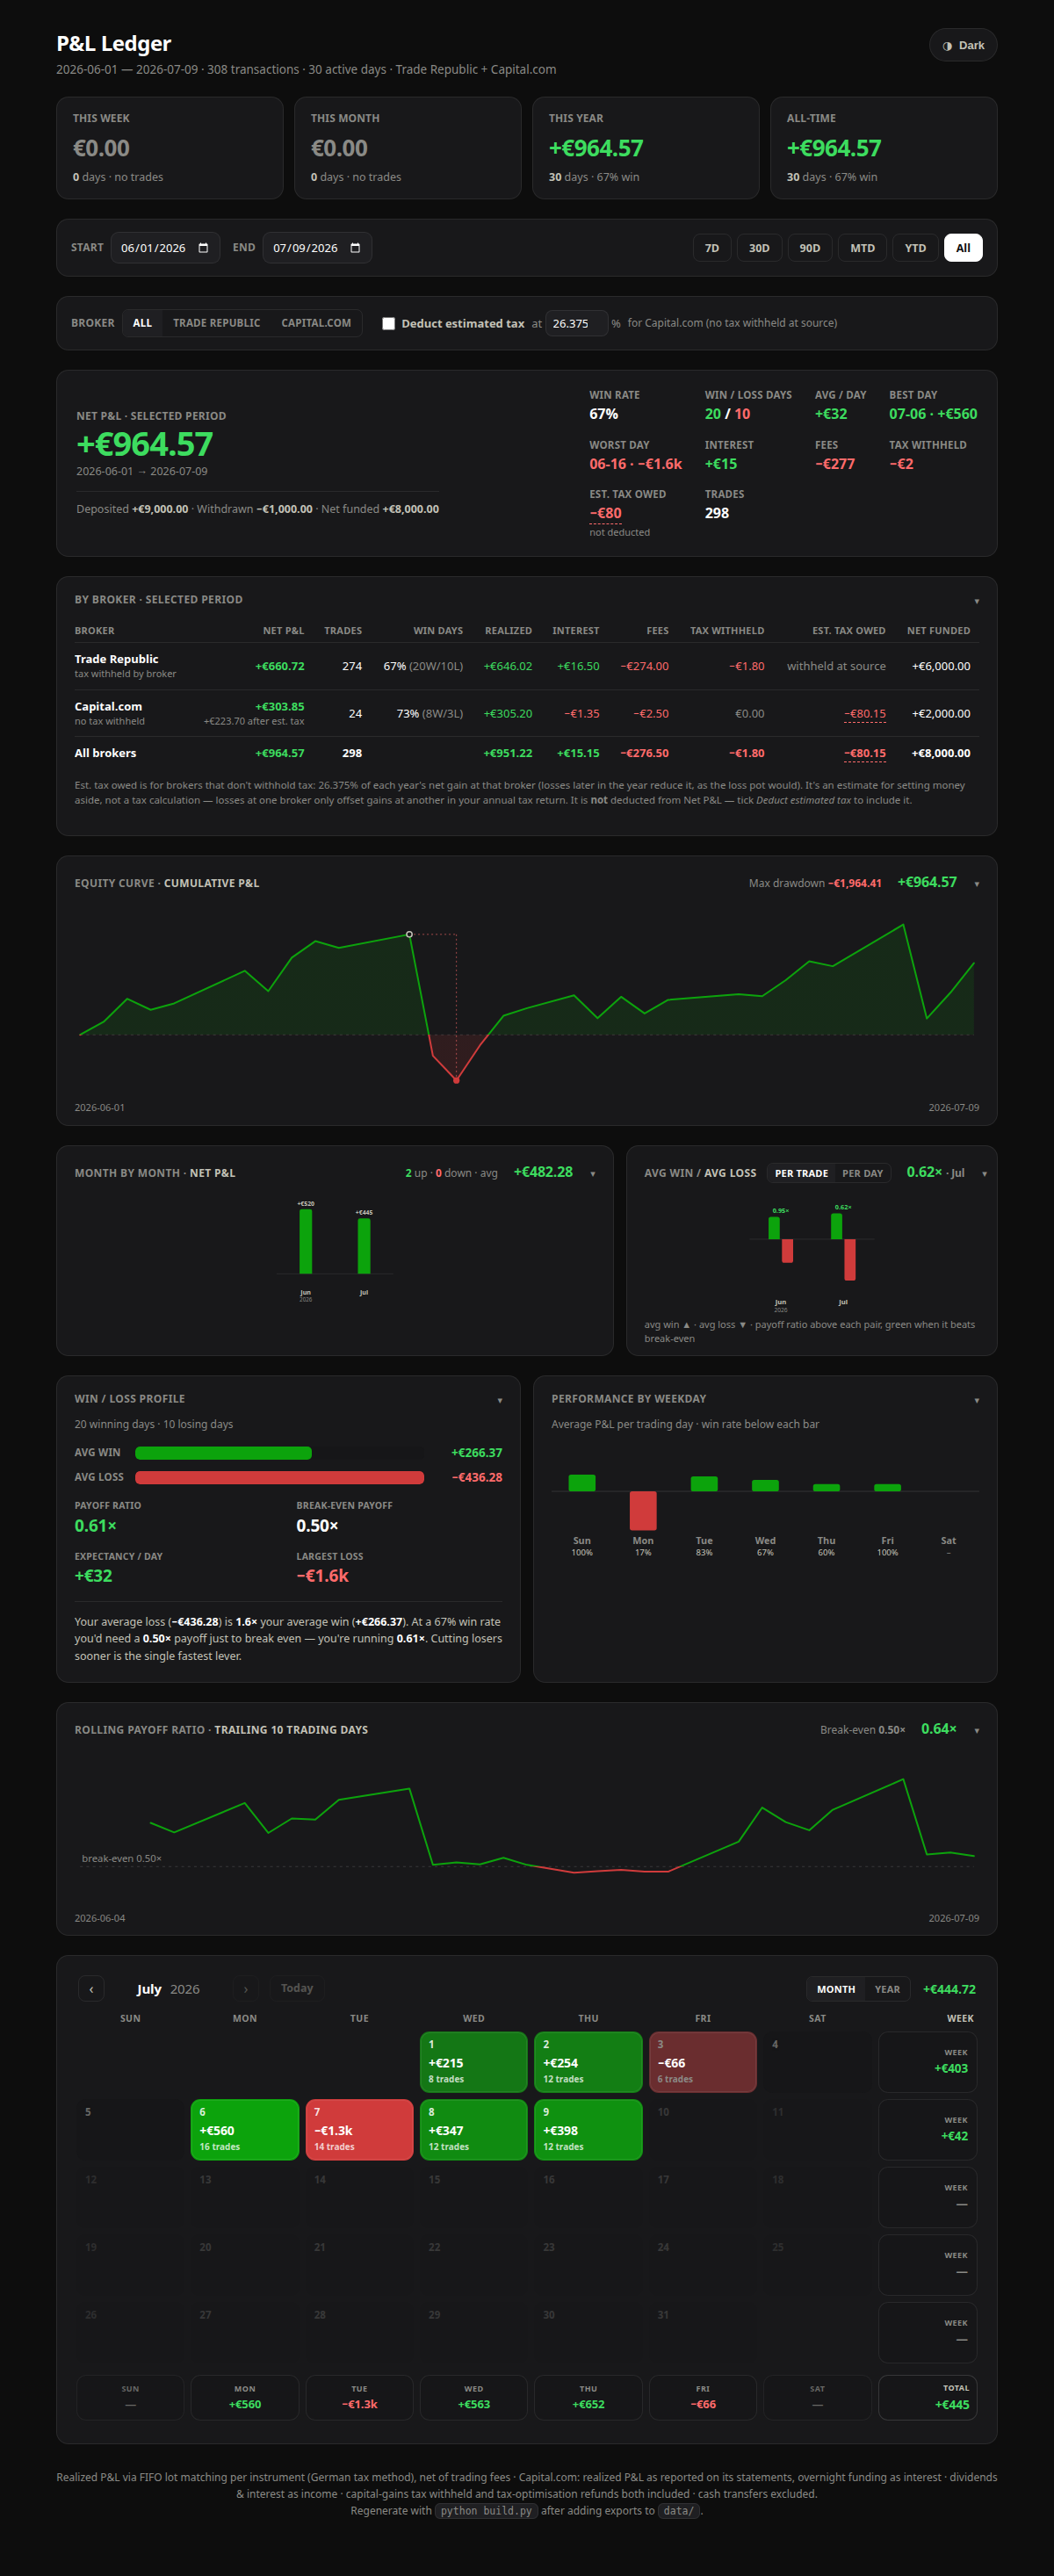 P&L Ledger
◑ Dark
2026-06-01 — 2026-07-09 · 308 transactions · 30 active days · Trade Republic + Capital.com
THIS WEEK
€0.00
0 days · no trades
THIS MONTH
€0.00
0 days · no trades
THIS YEAR
+€964.57
30 days · 67% win
ALL-TIME
+€964.57
30 days · 67% win
START 06/01/2026 END 07/09/2026 7D 30D 90D MTD YTD All
BROKER ALL TRADE REPUBLIC CAPITAL.COM Deduct estimated tax at 26.375 % for Capital.com (no tax withheld at source)
NET P&L · SELECTED PERIOD
+€964.57
2026-06-01 → 2026-07-09
Deposited +€9,000.00 · Withdrawn −€1,000.00 · Net funded +€8,000.00
WIN RATE
67%
WIN / LOSS DAYS
20 / 10
AVG / DAY
+€32
BEST DAY
07-06 · +€560
WORST DAY
06-16 · −€1.6k
INTEREST
+€15
FEES
−€277
TAX WITHHELD
−€2
EST. TAX OWED
−€80
not deducted
TRADES
298
BY BROKER · SELECTED PERIOD ▾
BROKER NET P&L TRADES WIN DAYS REALIZED INTEREST FEES TAX WITHHELD EST. TAX OWED NET FUNDED
Trade Republic +€660.72 274 67% (20W/10L) +€646.02 +€16.50 −€274.00 −€1.80 withheld at source +€6,000.00
tax withheld by broker
Capital.com +€303.85 24 73% (8W/3L) +€305.20 −€1.35 −€2.50 €0.00 −€80.15 +€2,000.00
no tax withheld +€223.70 after est. tax
All brokers +€964.57 298 +€951.22 +€15.15 −€276.50 −€1.80 −€80.15 +€8,000.00
Est. tax owed is for brokers that don't withhold tax: 26.375% of each year's net gain at that broker (losses later in the year reduce it, as the loss pot would). It's an estimate for setting money
aside, not a tax calculation — losses at one broker only offset gains at another in your annual tax return. It is not deducted from Net P&L — tick Deduct estimated tax to include it.
EQUITY CURVE · CUMULATIVE P&L Max drawdown −€1,964.41 +€964.57 ▾
2026-06-01 2026-07-09
MONTH BY MONTH · NET P&L 2 up · 0 down · avg +€482.28 ▾
+€520
+€445
Jun
2026
Jul
AVG WIN / AVG LOSS PER TRADE PER DAY 0.62× · Jul ▾
0.95×
0.62×
Jun
2026
Jul
avg win ▲ · avg loss ▼ · payoff ratio above each pair, green when it beats
break-even
WIN / LOSS PROFILE ▾
20 winning days · 10 losing days
AVG WIN +€266.37
AVG LOSS −€436.28
PAYOFF RATIO
0.61×
BREAK-EVEN PAYOFF
0.50×
EXPECTANCY / DAY
+€32
LARGEST LOSS
−€1.6k
Your average loss (−€436.28) is 1.6× your average win (+€266.37). At a 67% win rate
you'd need a 0.50× payoff just to break even — you're running 0.61×. Cutting losers
sooner is the single fastest lever.
PERFORMANCE BY WEEKDAY ▾
Average P&L per trading day · win rate below each bar
Sun Mon Tue Wed Thu Fri Sat
100% 17% 83% 67% 60% 100% –
ROLLING PAYOFF RATIO · TRAILING 10 TRADING DAYS Break-even 0.50× 0.64× ▾
break-even 0.50×
2026-06-04 2026-07-09
‹ July 2026 › Today MONTH YEAR +€444.72
SUN MON TUE WED THU FRI SAT WEEK
1
+€215
8 trades
2
+€254
12 trades
3
−€66
6 trades
4
WEEK
+€403
5
6
+€560
16 trades
7
−€1.3k
14 trades
8
+€347
12 trades
9
+€398
12 trades
10
11
WEEK
+€42
12 13 14 15 16 17 18
WEEK
—
19 20 21 22 23 24 25
WEEK
—
26 27 28 29 30 31
WEEK
—
SUN
—
MON
+€560
TUE
−€1.3k
WED
+€563
THU
+€652
FRI
−€66
SAT
—
TOTAL
+€445
Realized P&L via FIFO lot matching per instrument (German tax method), net of trading fees · Capital.com: realized P&L as reported on its statements, overnight funding as interest · dividends
& interest as income · capital-gains tax withheld and tax-optimisation refunds both included · cash transfers excluded.
Regenerate with python build.py after adding exports to data/.